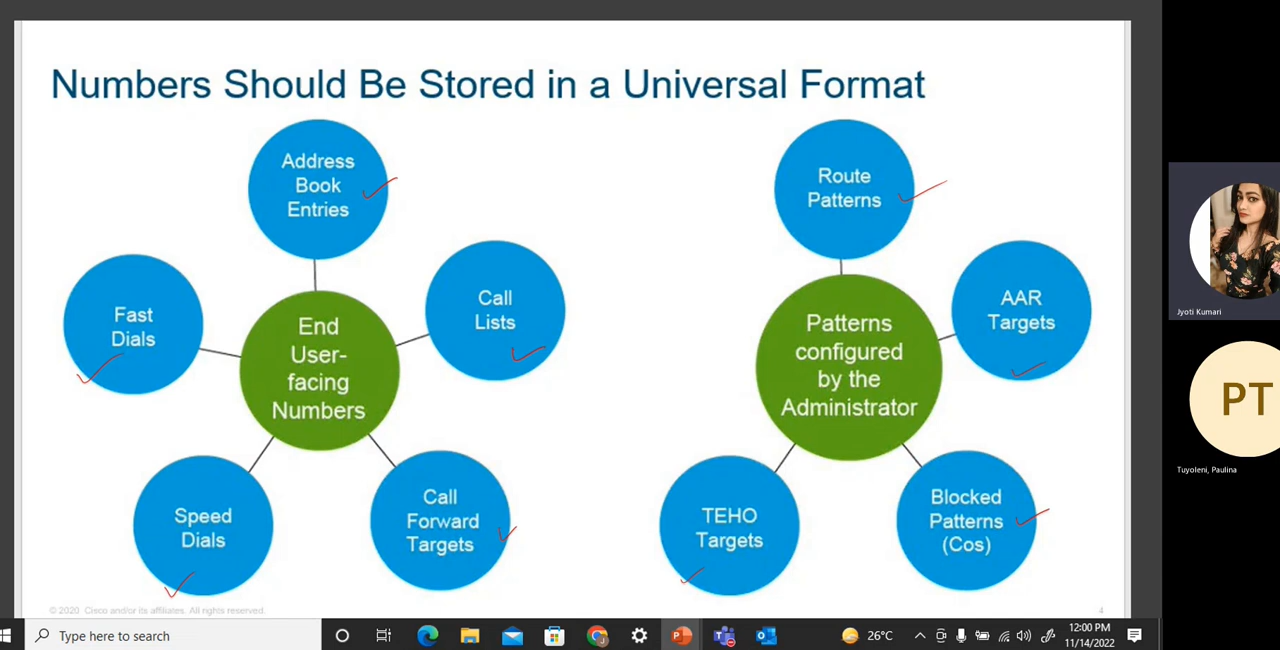 Numbers Should Be Stored in a Universal Format
Address
Book
Entries
Call
Lists
Fast
Dials
End
User-
facing
Numbers
Speed
Dials
Call
Forward
Targets
Route
Patterns
AAR
Targets
Patterns
configured
by the
Administrator
TEHO
Targets
Blocked
Patterns
(Cos)
© 2020 Cisco and/or its affiliates. All rights reserved.
4
Jyoti Kumari
PT
Tuyoleni, Paulina
Type here to search
26°C
12:00 PM
11/14/2022